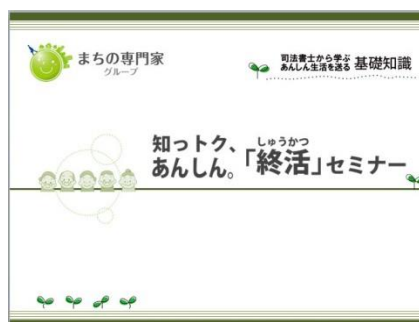 まちの専門家
グループ
司法書士から学ぶ
あんしん生活を送る 基礎知識
しゅうかつ
知っトク、
あんしん。「終活」セミナー